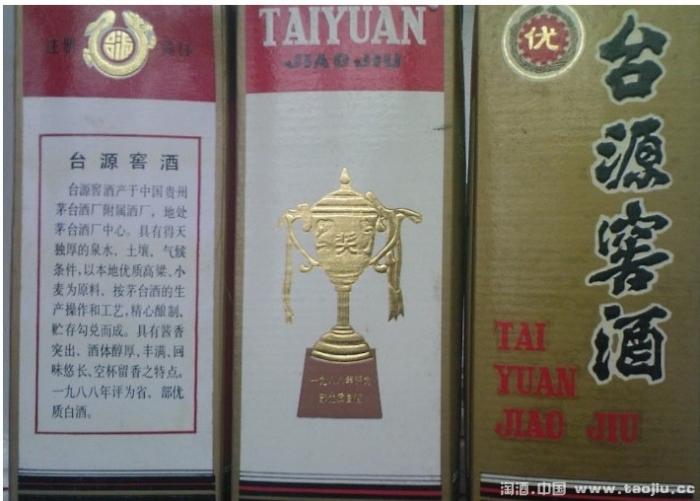 注册
商标
台源窖酒
台源窖酒产于中国贵州
茅台酒厂附属酒厂，地处
茅台酒厂中心。具有得天
独厚的泉水、土壤、气候
条件，以本地优质高粱、小
麦为原料、按茅台酒的生
产操作和工艺，精心酿制、
贮存勾兑而成。具有酱香
突出、酒体醇厚、丰满、回
味悠长、空杯留香之特点。
一九八八年评为省、部优
质白酒。
TAIYUAN
JIAO JIU
奖
一九八八年评为
优
台源窖酒
TAI
YUAN
JIAO JIU
淘酒.中国 www.taojiu.cc